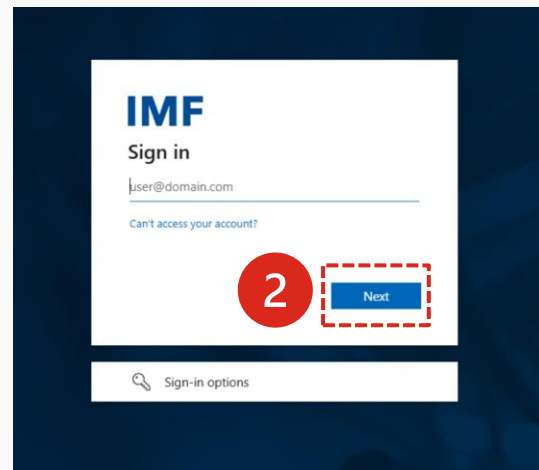 IMF
Sign in
user@domain.com
Can't access your account?
2
Next
Sign-in options